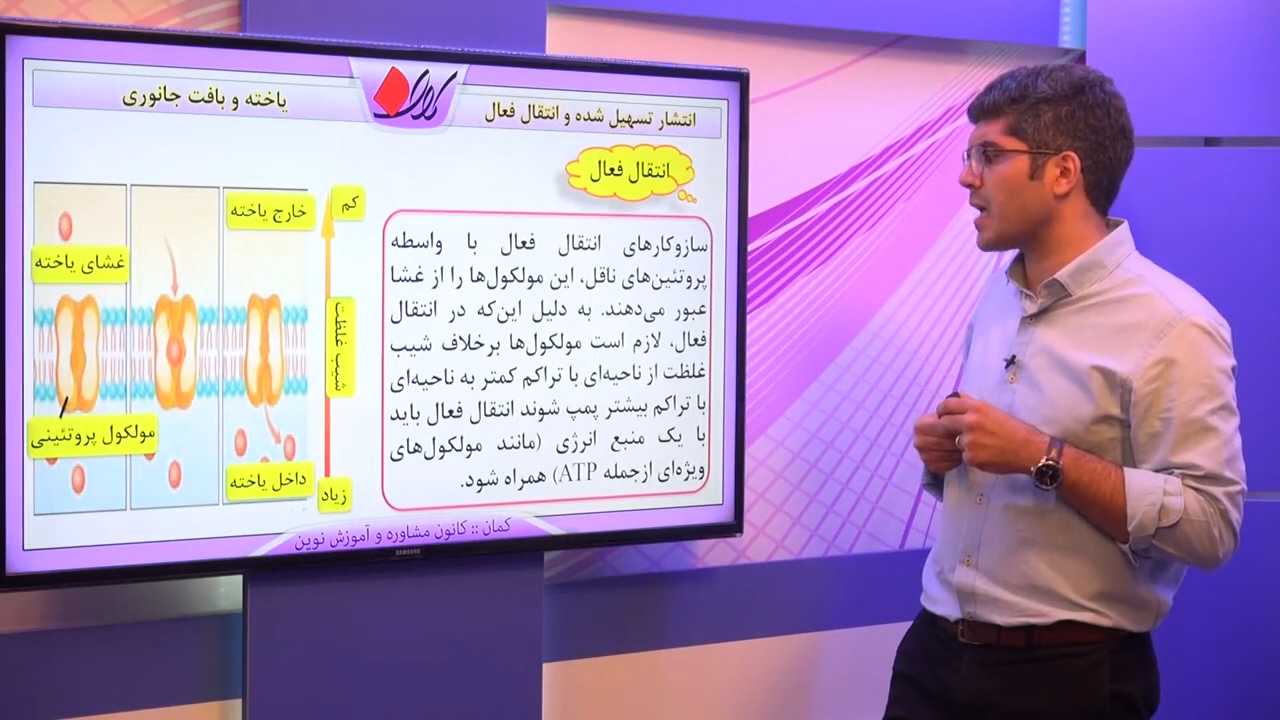 انتشار تسهیل شده و انتقال فعال
کمان
یاخته و بافت جانوری
انتقال فعال
سازوکارهای انتقال فعال با واسطه
پروتئین‌های ناقل، این مولکول‌ها را از غشا
عبور می‌دهند. به دلیل این‌که در انتقال
فعال، لازم است مولکول‌ها برخلاف شیب
غلظت از ناحیه‌ای با تراکم کمتر به ناحیه‌ای
با تراکم بیشتر پمپ شوند انتقال فعال باید
با یک منبع انرژی (مانند مولکول‌های
ویژه‌ای ازجمله ATP) همراه شود.
کم
شیب غلظت
زیاد
خارج یاخته
غشای یاخته
مولکول پروتئینی
داخل یاخته
کمان :: کانون مشاوره و آموزش نوین
SAMSUNG